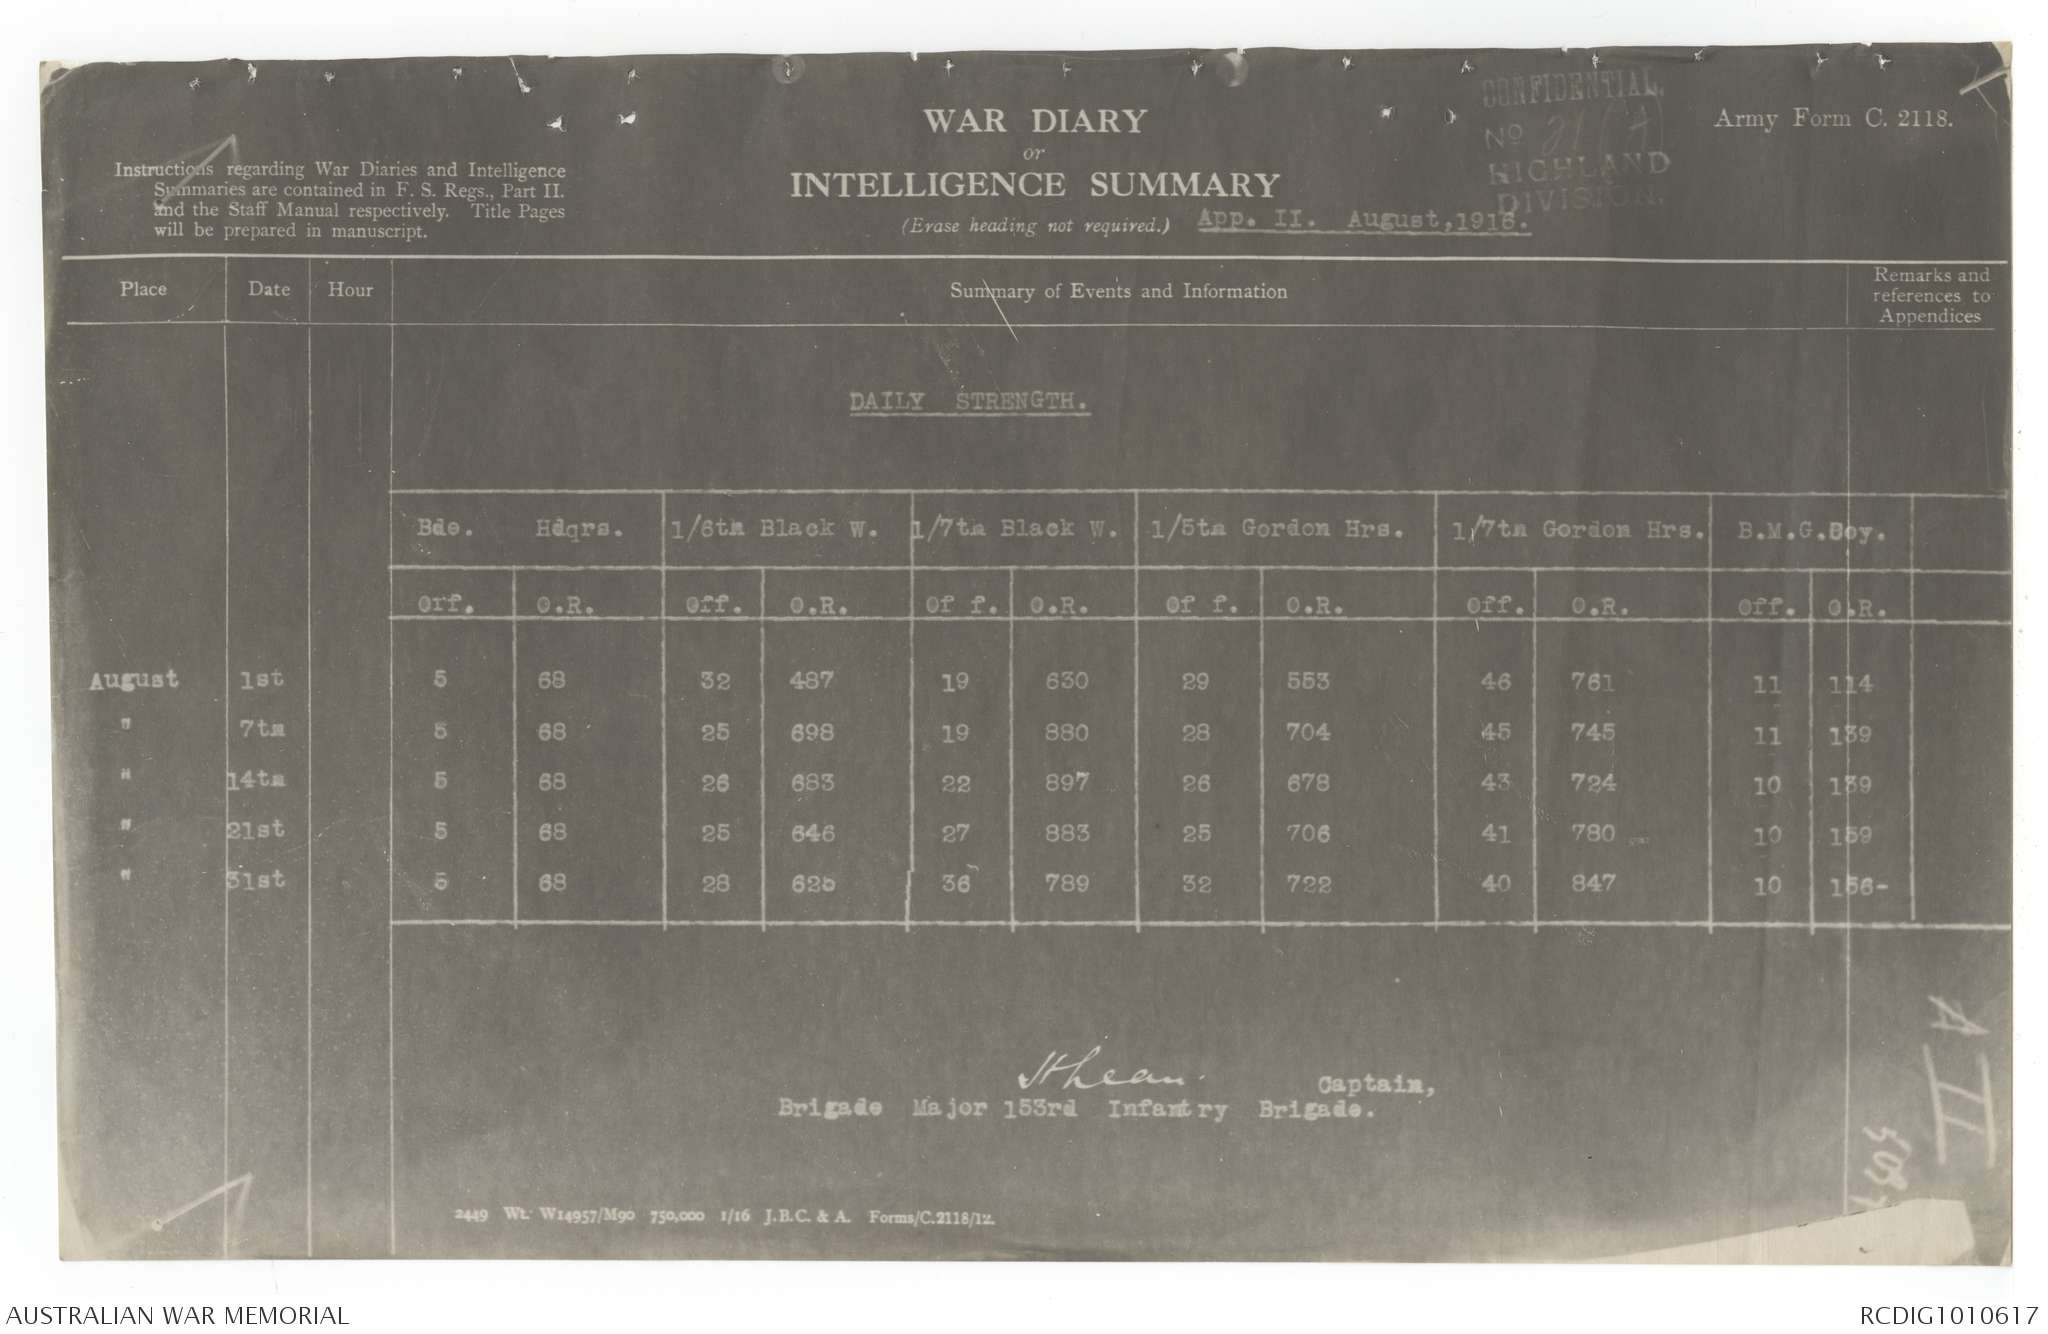 CONFIDENTIAL.
No 21(A)
HIGHLAND
DIVISION.
Army Form C. 2118.
WAR DIARY
or
INTELLIGENCE SUMMARY
(Erase heading not required.) App. II. August, 1916.
Instructions regarding War Diaries and Intelligence
Summaries are contained in F. S. Regs., Part II.
and the Staff Manual respectively. Title Pages
will be prepared in manuscript.
Place Date Hour Summary of Events and Information Remarks and
references to
Appendices
DAILY STRENGTH.
Bde. Hdqrs. 1/6th Black W. 1/7th Black W. 1/5th Gordon Hrs. 1/7th Gordon Hrs. B.M.G.Coy.
Off. O.R. Off. O.R. Off. O.R. Off. O.R. Off. O.R. Off. O.R.
August 1st 5 68 32 487 19 630 29 553 46 761 11 114
" 7th 5 68 25 698 19 880 28 704 45 745 11 139
" 14th 5 68 26 683 22 897 26 678 43 724 10 139
" 21st 5 68 25 646 27 883 25 706 41 780 10 159
" 31st 5 68 28 625 36 789 32 722 40 847 10 156-
Captain,
Brigade Major 153rd Infantry Brigade.
A
II
2449 Wt. W14957/M90 750,000 1/16 J.B.C. & A. Forms/C.2118/12.
AUSTRALIAN WAR MEMORIAL
RCDIG1010617